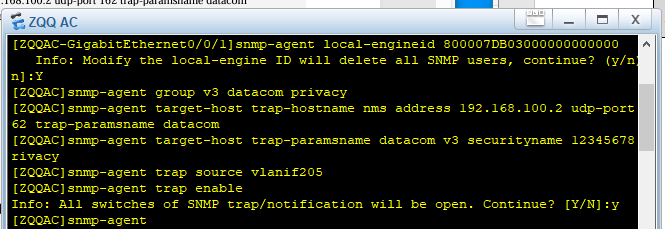 .168.100.2 udp-port 162 trap-paramsname datacom
ZQQ AC
[ZQQAC-GigabitEthernet0/0/1]snmp-agent local-engineid 800007DB03000000000000
Info: Modify the local-engine ID will delete all SNMP users, continue? (y/n)
n]:Y
[ZQQAC]snmp-agent group v3 datacom privacy
[ZQQAC]snmp-agent target-host trap-hostname nms address 192.168.100.2 udp-port
62 trap-paramsname datacom
[ZQQAC]snmp-agent target-host trap-paramsname datacom v3 securityname 12345678
rivacy
[ZQQAC]snmp-agent trap source vlanif205
[ZQQAC]snmp-agent trap enable
Info: All switches of SNMP trap/notification will be open. Continue? [Y/N]:y
[ZQQAC]snmp-agent